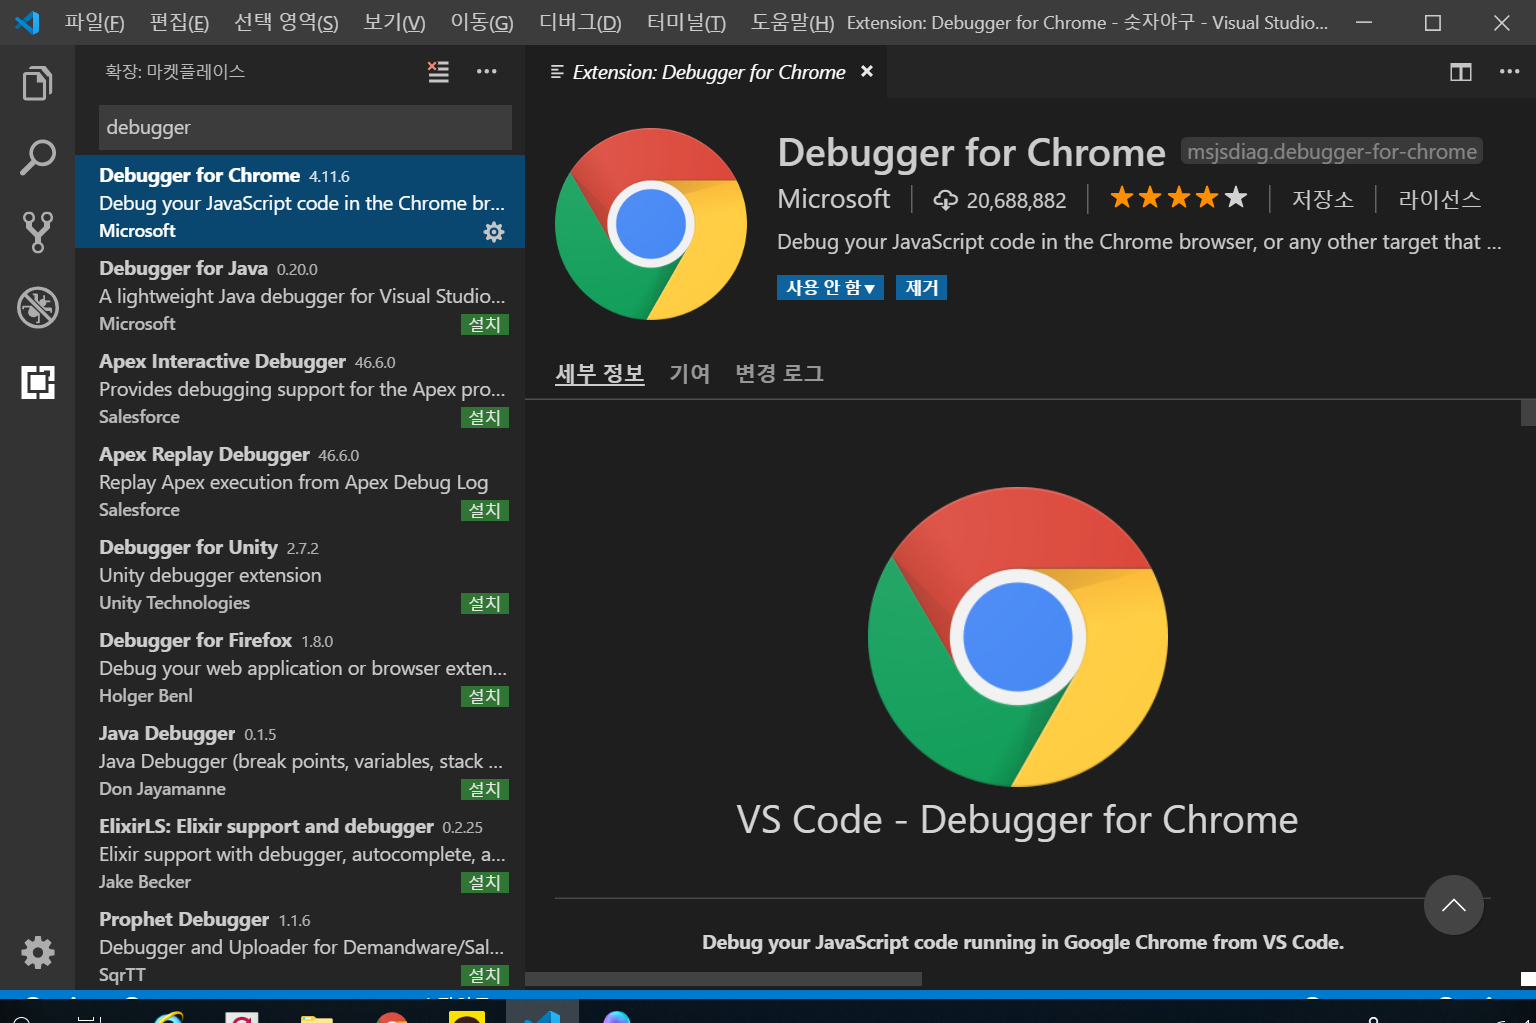 파일(F) 편집(E) 선택 영역(S) 보기(V) 이동(G) 디버그(D) 터미널(T) 도움말(H) Extension: Debugger for Chrome - 숫자야구 - Visual Studio...
확장: 마켓플레이스
debugger
Debugger for Chrome 4.11.6
Debug your JavaScript code in the Chrome br...
Microsoft
Debugger for Java 0.20.0
A lightweight Java debugger for Visual Studio...
Microsoft 설치
Apex Interactive Debugger 46.6.0
Provides debugging support for the Apex pro...
Salesforce 설치
Apex Replay Debugger 46.6.0
Replay Apex execution from Apex Debug Log
Salesforce 설치
Debugger for Unity 2.7.2
Unity debugger extension
Unity Technologies 설치
Debugger for Firefox 1.8.0
Debug your web application or browser exten...
Holger Benl 설치
Java Debugger 0.1.5
Java Debugger (break points, variables, stack ...
Don Jayamanne 설치
ElixirLS: Elixir support and debugger 0.2.25
Elixir support with debugger, autocomplete, a...
Jake Becker 설치
Prophet Debugger 1.1.6
Debugger and Uploader for Demandware/Sal...
SqrTT 설치
Extension: Debugger for Chrome
Debugger for Chrome msjsdiag.debugger-for-chrome
Microsoft 20,688,882 저장소 라이선스
Debug your JavaScript code in the Chrome browser, or any other target that ...
사용 안 함▼ 제거
세부 정보 기여 변경 로그
VS Code - Debugger for Chrome
Debug your JavaScript code running in Google Chrome from VS Code.